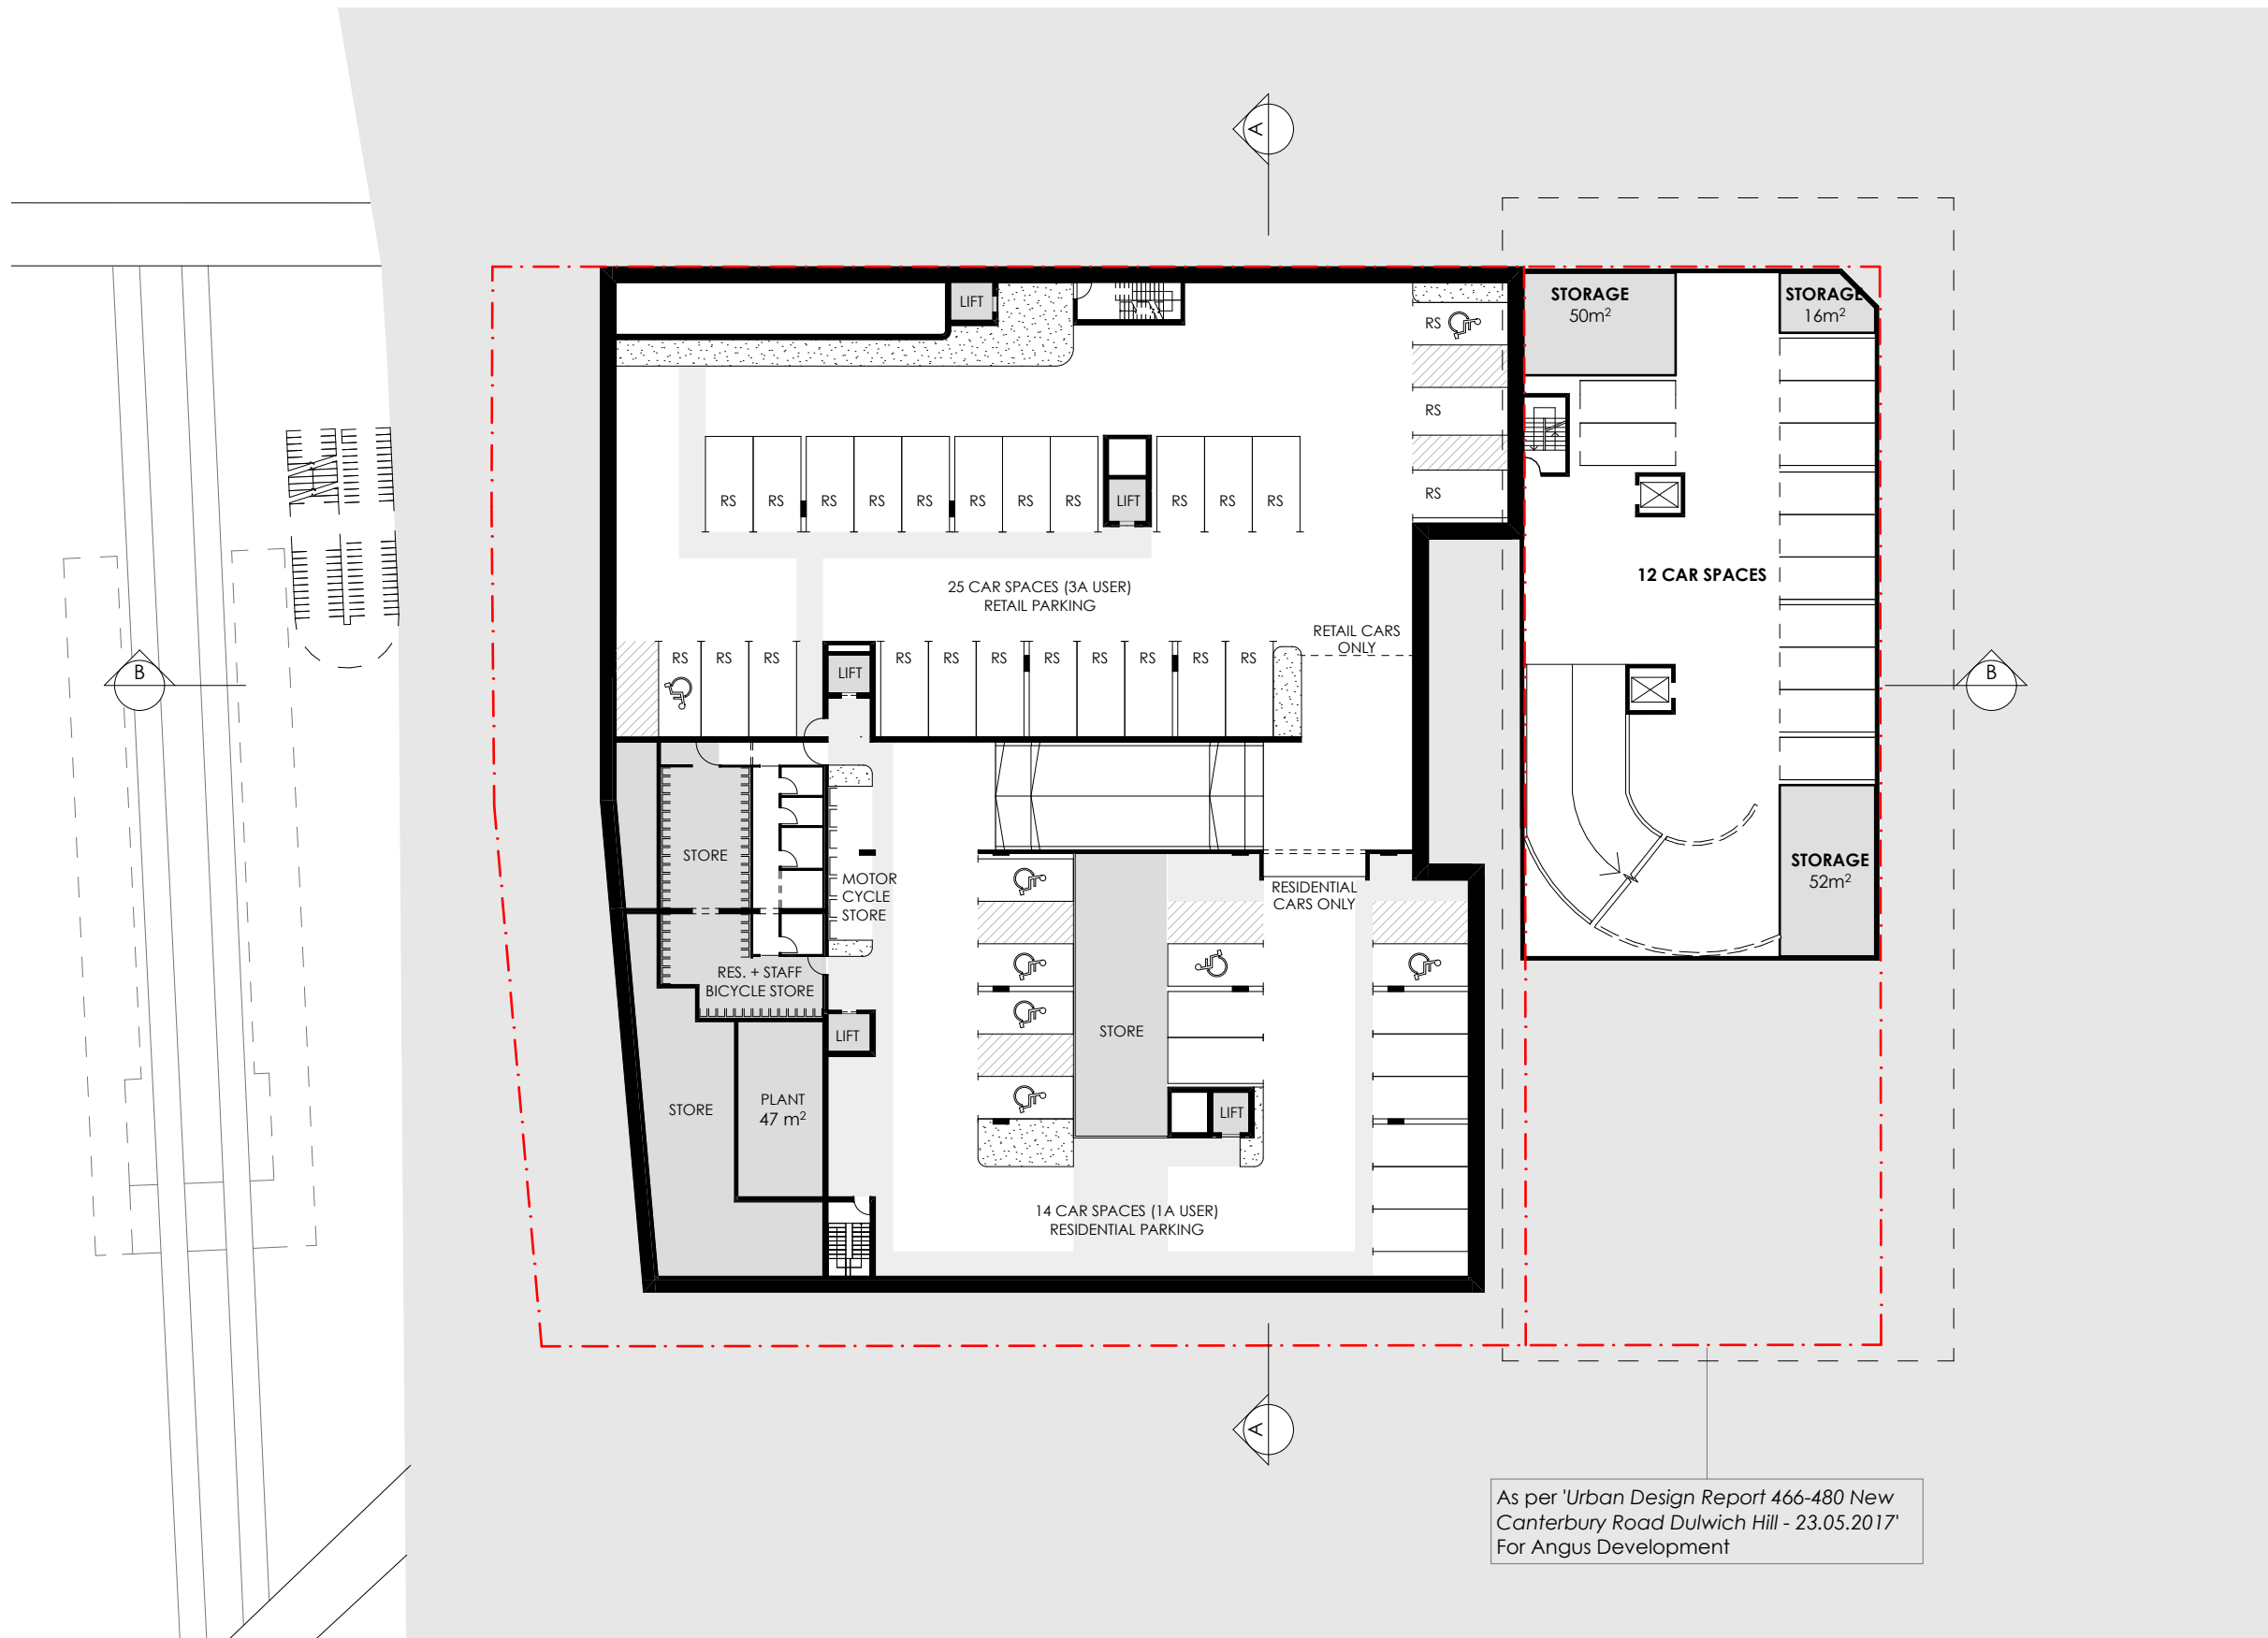 A
LIFT
STORAGE
50m²
STORAGE
16m²
RS
RS
RS
RS
RS
RS
RS
RS
RS
RS
RS
LIFT
RS
RS
RS
RS
12 CAR SPACES
25 CAR SPACES (3A USER)
RETAIL PARKING
RETAIL CARS
ONLY
RS
RS
RS
LIFT
RS
RS
RS
RS
RS
RS
RS
RS
B
B
STORE
MOTOR
CYCLE
STORE
RESIDENTIAL
CARS ONLY
STORAGE
52m²
RES. + STAFF
BICYCLE STORE
LIFT
STORE
STORE
PLANT
47 m²
LIFT
14 CAR SPACES (1A USER)
RESIDENTIAL PARKING
A
As per 'Urban Design Report 466-480 New
Canterbury Road Dulwich Hill - 23.05.2017'
For Angus Development